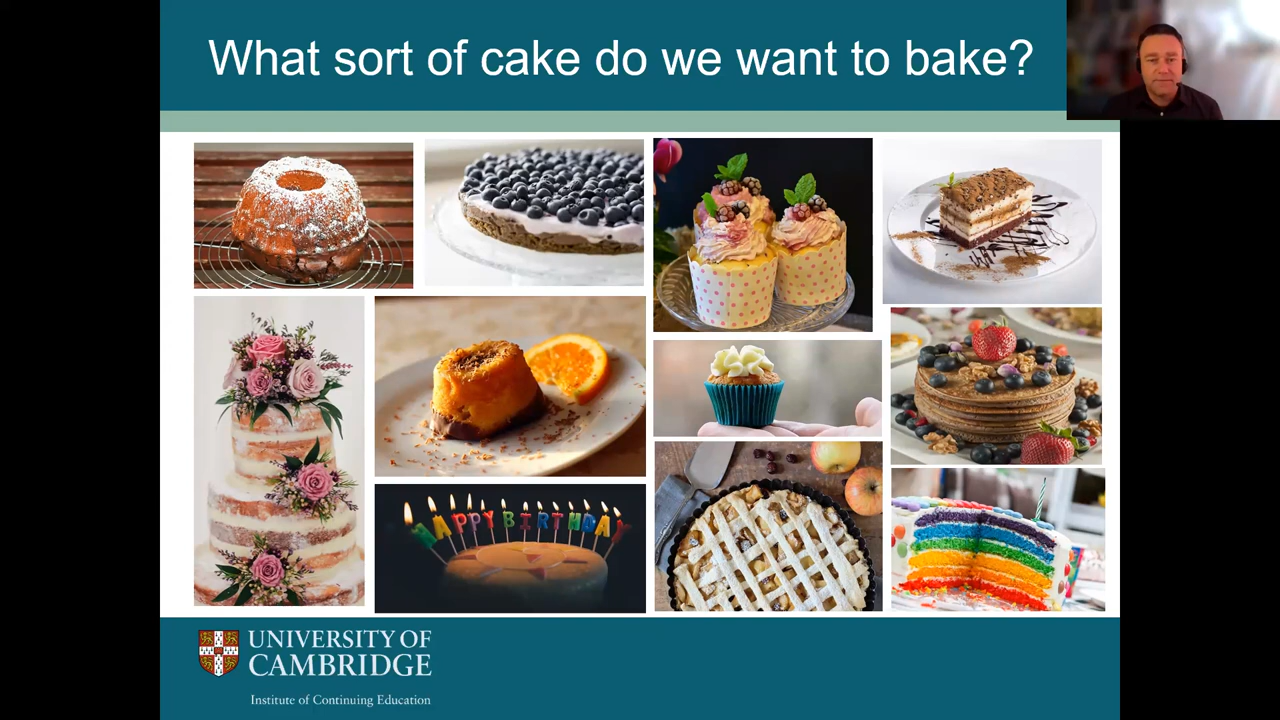 What sort of cake do we want to bake?
HAPPY BIRTHDAY
UNIVERSITY OF
CAMBRIDGE
Institute of Continuing Education